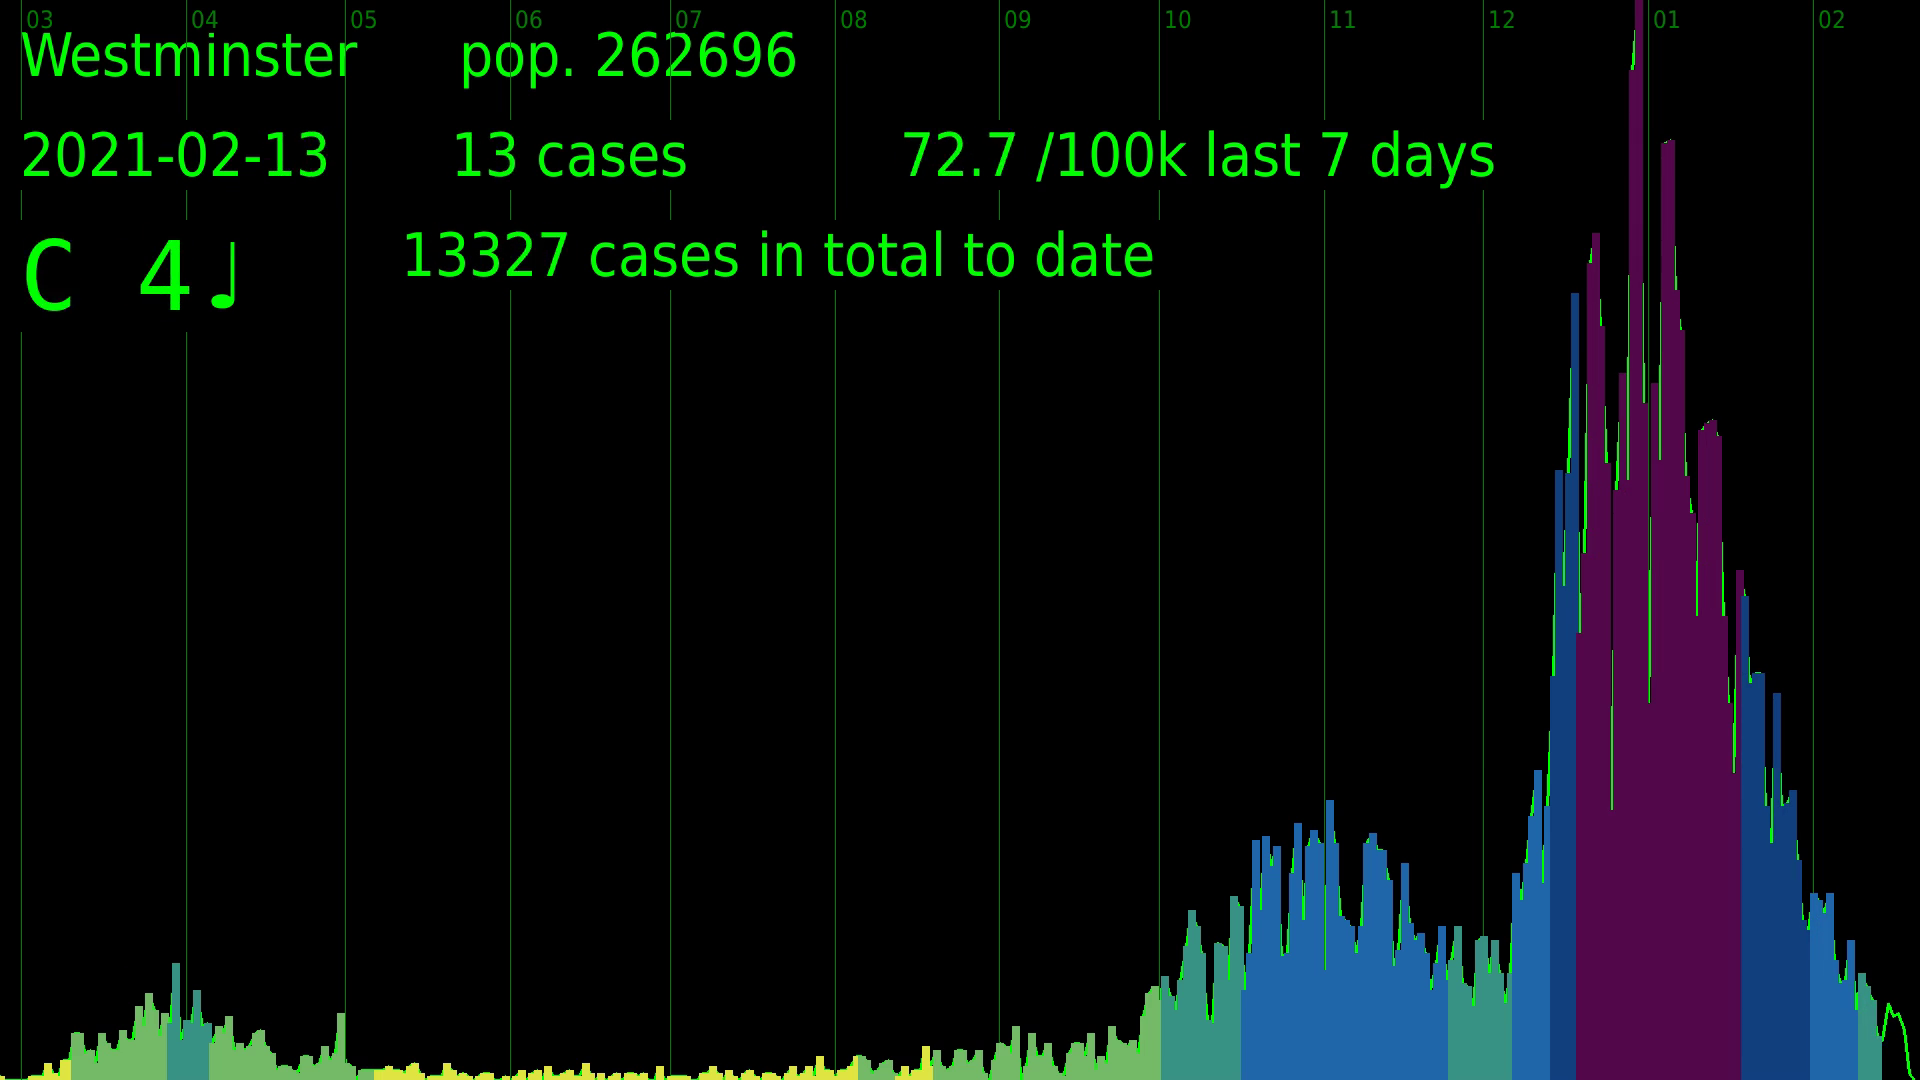 03 04 05 06 07 08 09 10 11 12 01 02
Westminster pop. 262696
2021-02-13 13 cases 72.7 /100k last 7 days
C 4♩ 13327 cases in total to date